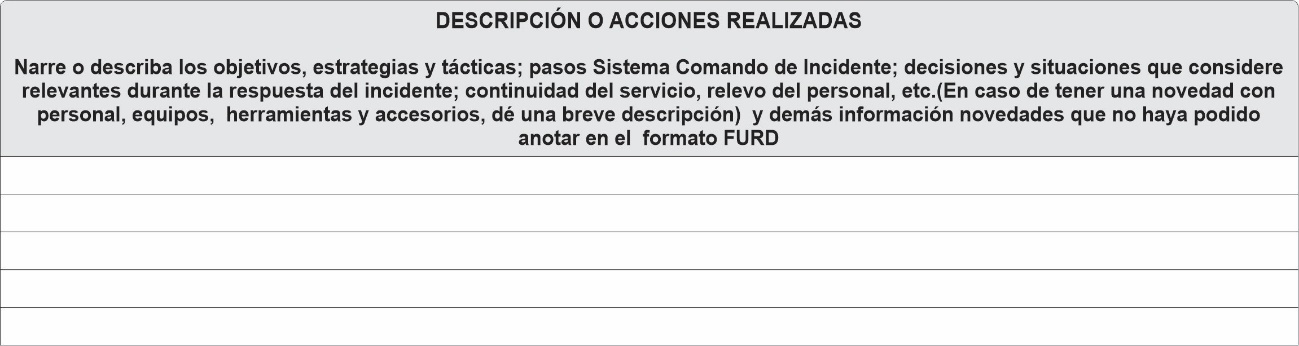 DESCRIPCIÓN O ACCIONES REALIZADAS
Narre o describa los objetivos, estrategias y tácticas; pasos Sistema Comando de Incidente; decisiones y situaciones que considere
relevantes durante la respuesta del incidente; continuidad del servicio, relevo del personal, etc.(En caso de tener una novedad con
personal, equipos,  herramientas y accesorios, dé una breve descripción)  y demás información novedades que no haya podido
anotar en el  formato FURD